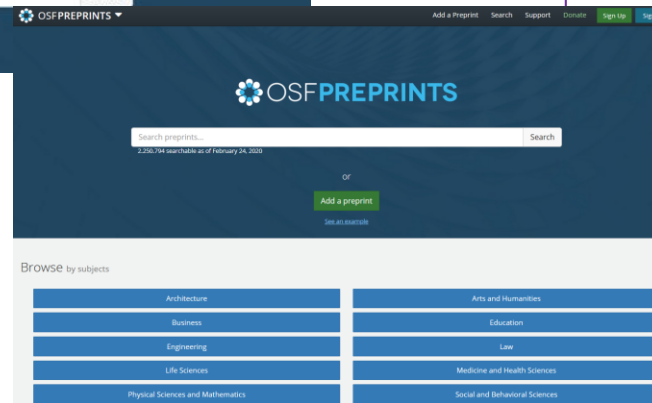 OSFPREPRINTS
Add a Preprint Search Support Donate Sign Up
OSFPREPRINTS
Search preprints... Search
2,256,794 searchable as of February 24, 2020
or
Add a preprint
See an example
Browse by subjects
Architecture Arts and Humanities
Business Education
Engineering Law
Life Sciences Medicine and Health Sciences
Physical Sciences and Mathematics Social and Behavioral Sciences